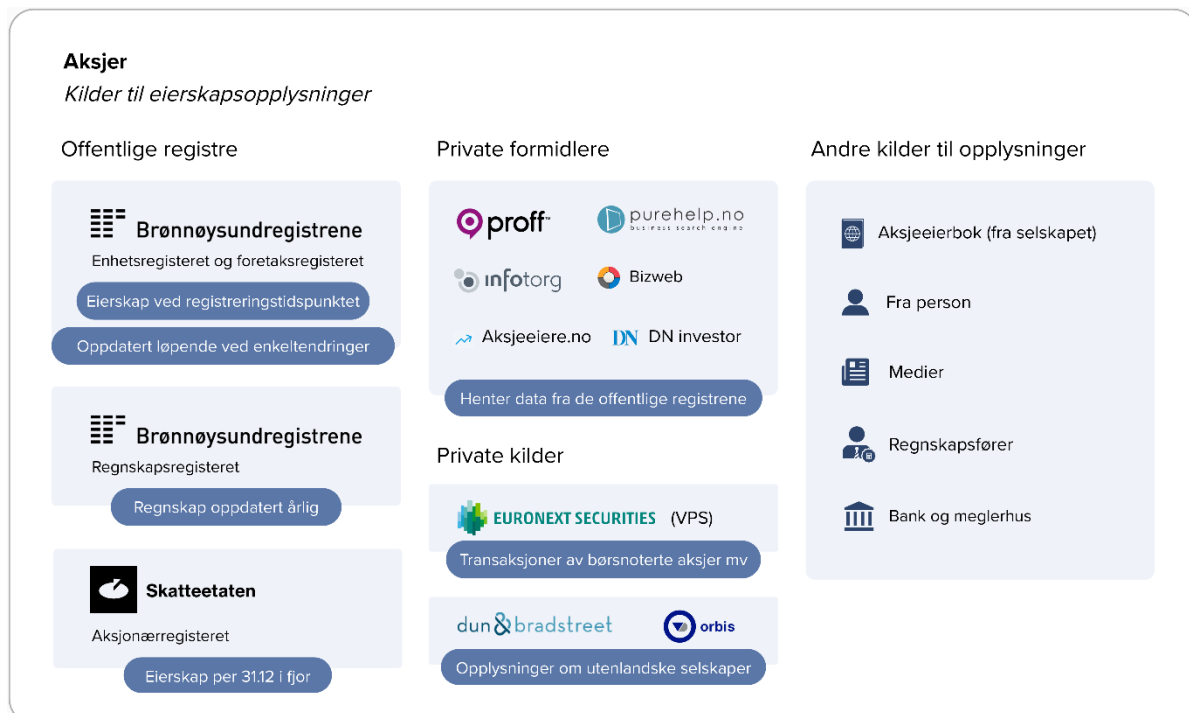 Aksjer
Kilder til eierskapsopplysninger
Offentlige registre
Brønnøysundregistrene
Enhetsregisteret og foretaksregisteret
Eierskap ved registreringstidspunktet
Oppdatert løpende ved enkeltendringer
Brønnøysundregistrene
Regnskapsregisteret
Regnskap oppdatert årlig
Skatteetaten
Aksjonærregisteret
Eierskap per 31.12 i fjor
Private formidlere
proff™
purehelp.no
business search engine
infotorg
Bizweb
Aksjeeiere.no
DN DN investor
Henter data fra de offentlige registrene
Private kilder
EURONEXT SECURITIES (VPS)
Transaksjoner av børsnoterte aksjer mv
dun&bradstreet
orbis
Opplysninger om utenlandske selskaper
Andre kilder til opplysninger
Aksjeeierbok (fra selskapet)
Fra person
Medier
Regnskapsfører
Bank og meglerhus